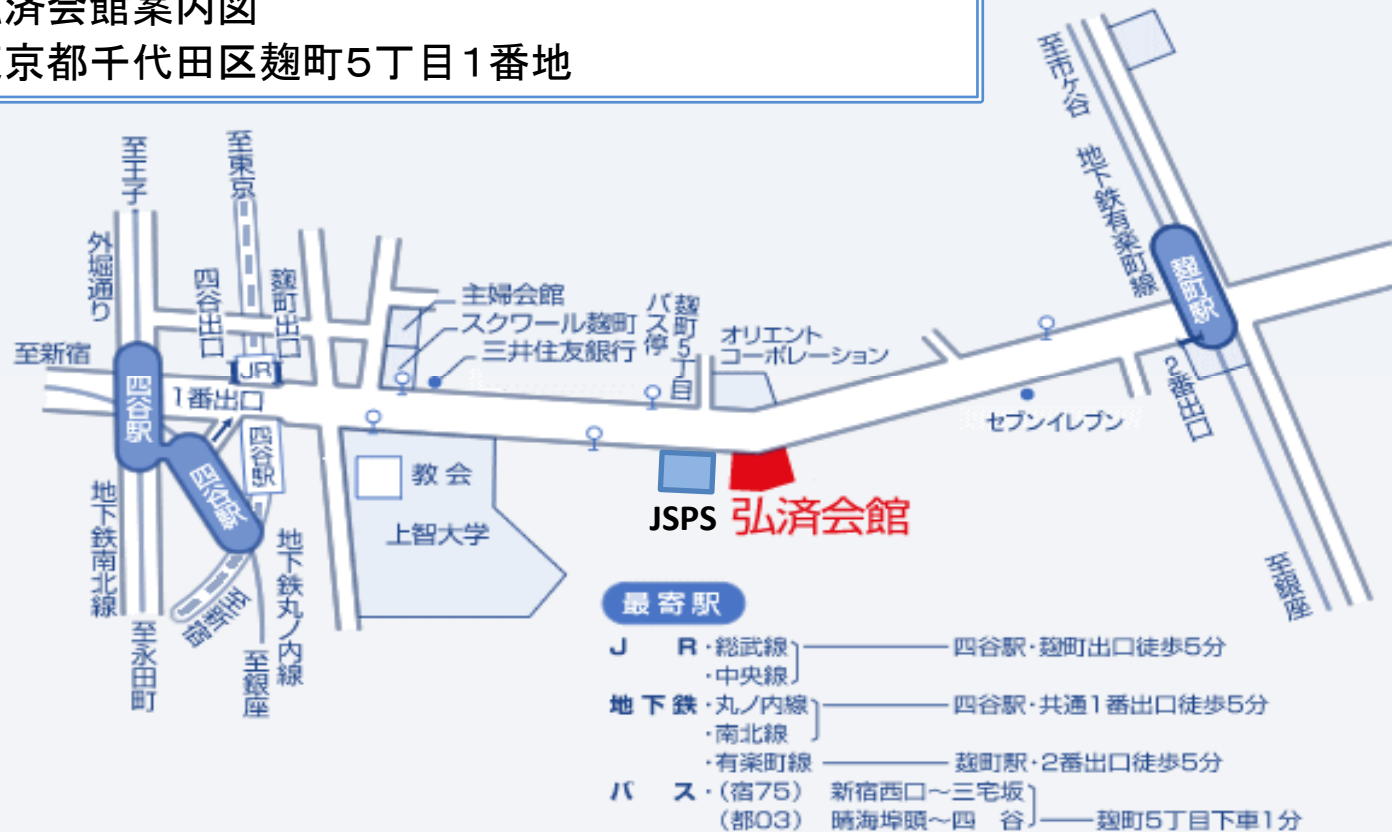 弘済会館案内図
東京都千代田区麹町5丁目1番地
至市ケ谷
地下鉄有楽町線
至王子
至東京
外堀通り
四谷出口
麹町出口
主婦会館
スクワール麹町
三井住友銀行
バス停
麹町5丁目
オリエント
コーポレーション
麹町駅
2番出口
至新宿
JR
四谷駅
1番出口
四谷駅
四谷駅
セブンイレブン
教会
上智大学
JSPS
弘済会館
地下鉄南北線
至新宿
地下鉄丸ノ内線
至永田町
至銀座
至銀座
最寄駅
JR・総武線 四谷駅・麹町出口徒歩5分
・中央線
地下鉄・丸ノ内線 四谷駅・共通1番出口徒歩5分
・南北線
・有楽町線 麹町駅・2番出口徒歩5分
バス・(宿75) 新宿西口～三宅坂
(都03) 晴海埠頭～四谷 麹町5丁目下車1分